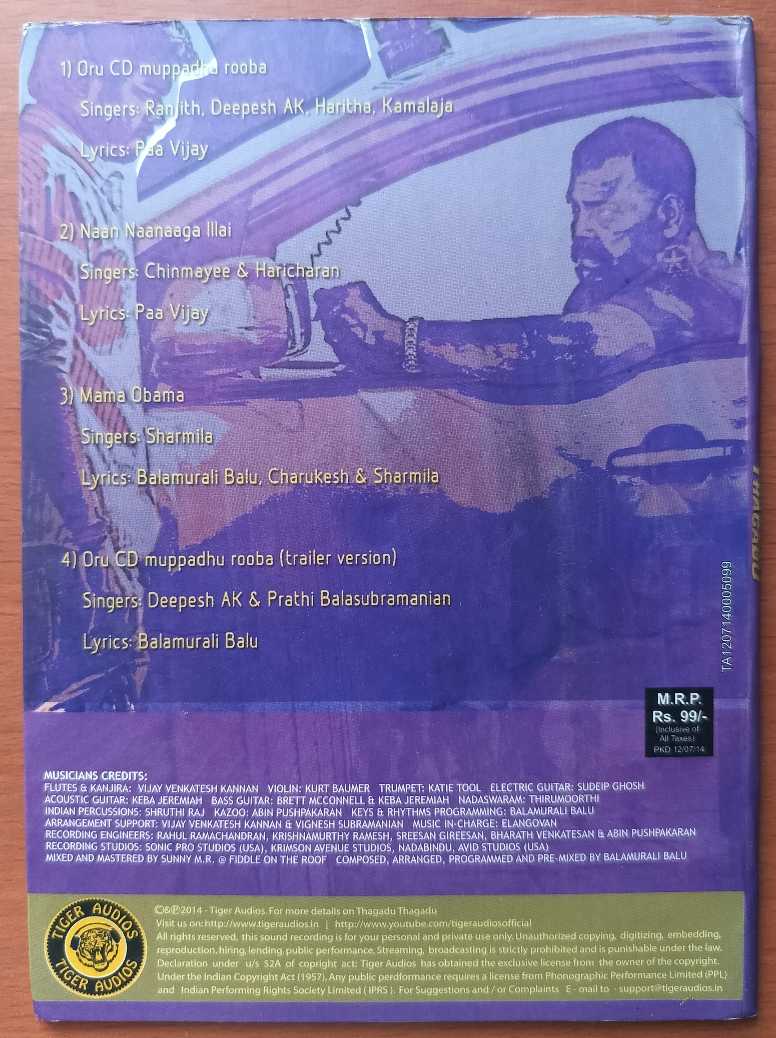 1) Oru CD muppadhu rooba
Singers: Ranjith, Deepesh AK, Haritha, Kamalaja
Lyrics: Paa Vijay
2) Naan Naanaaga Illai
Singers: Chinmayee & Haricharan
Lyrics: Paa Vijay
3) Mama Obama
Singers: Sharmila
Lyrics: Balamurali Balu, Charukesh & Sharmila
4) Oru CD muppadhu rooba (trailer version)
Singers: Deepesh AK & Prathi Balasubramanian
Lyrics: Balamurali Balu
THAGADU
TA1207140005099
M.R.P.
Rs. 99/-
(Inclusive of
All Taxes)
PKD 12/07/14
MUSICIANS CREDITS:
FLUTES & KANJIRA: VIJAY VENKATESH KANNAN VIOLIN: KURT BAUMER TRUMPET: KATIE TOOL ELECTRIC GUITAR: SUDEIP GHOSH
ACOUSTIC GUITAR: KEBA JEREMIAH BASS GUITAR: BRETT MCCONNELL & KEBA JEREMIAH NADASWARAM: THIRUMOORTHI
INDIAN PERCUSSIONS: SHRUTHI RAJ KAZOO: ABIN PUSHPAKARAN KEYS & RHYTHMS PROGRAMMING: BALAMURALI BALU
ARRANGEMENT SUPPORT: VIJAY VENKATESH KANNAN & VIGNESH SUBRAMANIAN MUSIC IN-CHARGE: ELANGOVAN
RECORDING ENGINEERS: RAHUL RAMACHANDRAN, KRISHNAMURTHY RAMESH, SREESAN GIREESAN, BHARATH VENKATESAN & ABIN PUSHPAKARAN
RECORDING STUDIOS: SONIC PRO STUDIOS (USA), KRIMSON AVENUE STUDIOS, NADABINDU, AVID STUDIOS (USA)
MIXED AND MASTERED BY SUNNY M.R. @ FIDDLE ON THE ROOF COMPOSED, ARRANGED, PROGRAMMED AND PRE-MIXED BY BALAMURALI BALU
TIGER AUDIOS
TIGER AUDIOS
©&℗2014 - Tiger Audios. For more details on Thagadu Thagadu
Visit us on:http://www.tigeraudios.in | http://www.youtube.com/tigeraudiosofficial
All rights reserved, this sound recording is for your personal and private use only. Unauthorized copying, digitizing, embedding,
reproduction, hiring, lending, public performance, Streaming, broadcasting is strictly prohibited and is punishable under the law.
Declaration under u/s 52A of copright act: Tiger Audios has obtained the exclusive license from the owner of the copyright.
Under the Indian Copyright Act (1957), Any public perdformance requires a license from Phonographic Performance Limited (PPL)
and Indian Performing Rights Society Limited ( IPRS ). For Suggestions and / or Complaints E - mail to - support@tigeraudios.in